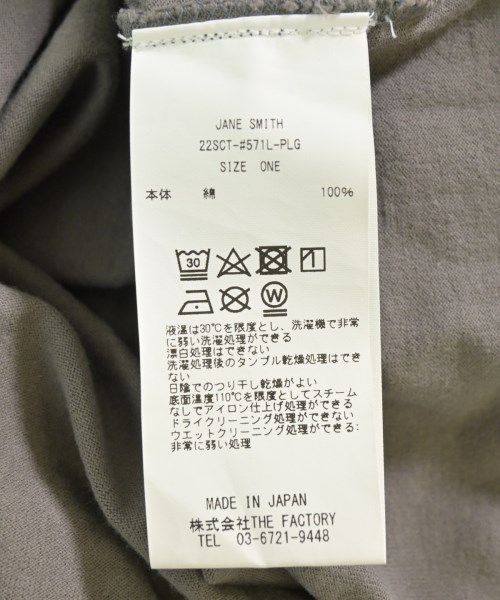 JANE SMITH
22SCT-#571L-PLG
SIZE ONE
本体 綿 100%
30
W
液温は30℃を限度とし、洗濯機で非常
に弱い洗濯処理ができる
漂白処理はできない
洗濯処理後のタンブル乾燥処理はでき
ない
日陰でのつり干し乾燥がよい
底面温度110℃を限度としてスチーム
なしでアイロン仕上げ処理ができる
ドライクリーニング処理ができない
ウエットクリーニング処理ができる:
非常に弱い処理
MADE IN JAPAN
株式会社THE FACTORY
TEL 03-6721-9448